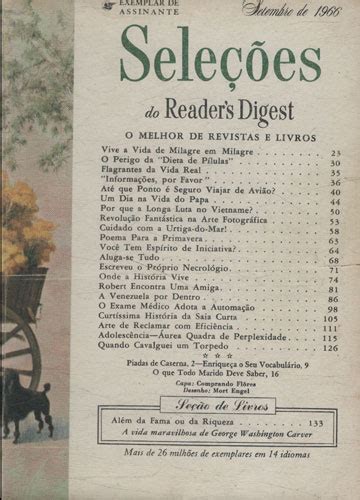 EXEMPLAR DE
ASSINANTE
Setembro de 1966
Seleções
do Reader's Digest
O MELHOR DE REVISTAS E LIVROS
Vive a Vida de Milagre em Milagre . . . 23
O Perigo da "Dieta de Pílulas" . . . 30
Flagrantes da Vida Real . . . 35
"Informações, por Favor" . . . 36
Até que Ponto é Seguro Viajar de Avião? . . . 40
Um Dia na Vida do Papa . . . 44
Por que a Longa Luta no Vietname? . . . 50
Revolução Fantástica na Arte Fotográfica . . . 53
Cuidado com a Urtiga-do-Mar! . . . 58
Poema Para a Primavera . . . 63
Você Tem Espírito de Iniciativa? . . . 64
Aluga-se Tudo . . . 68
Escreveu o Próprio Necrológio . . . 71
Onde a História Vive . . . 74
Robert Encontra Uma Amiga . . . 81
A Venezuela por Dentro . . . 86
O Exame Médico Adota a Automação . . . 98
Curtíssima História da Saia Curta . . . 105
Arte de Reclamar com Eficiência . . . 111
Adolescência—Áurea Quadra de Perplexidade . . . 115
Quando Cavalguei um Torpedo . . . 126
☆ ☆ ☆
Piadas de Caserna, 2—Enriqueça o Seu Vocabulário, 9
O que Todo Marido Deve Saber, 16
Capa: Comprando Flôres
Desenho: Mort Engel
Seção de Livros
Além da Fama ou da Riqueza . . . 133
A vida maravilhosa de George Washington Carver
Mais de 26 milhões de exemplares em 14 idiomas